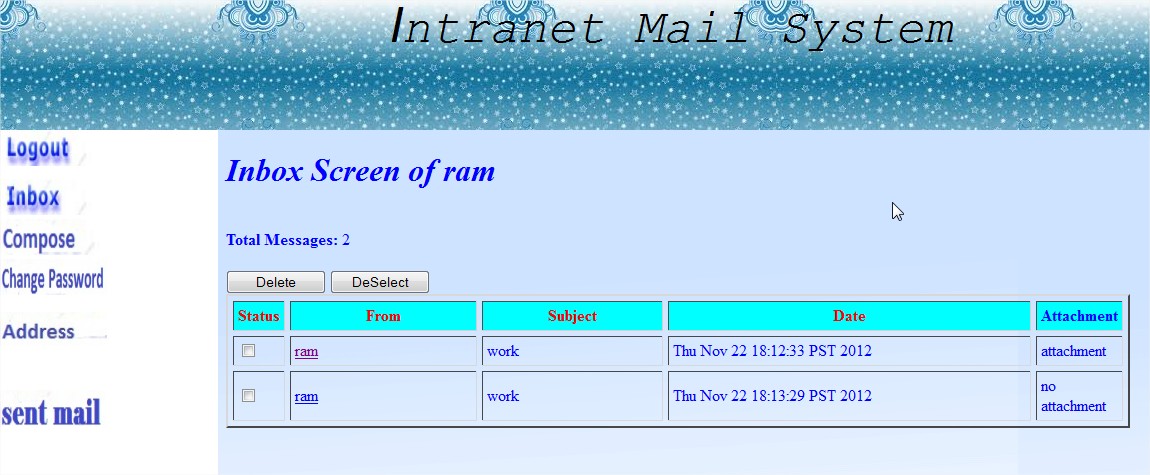 Intranet Mail System
Logout
Inbox
Compose
Change Password
Address
sent mail
Inbox Screen of ram
Total Messages: 2
Delete DeSelect
Status From Subject Date Attachment
ram work Thu Nov 22 18:12:33 PST 2012 attachment
ram work Thu Nov 22 18:13:29 PST 2012 no
attachment